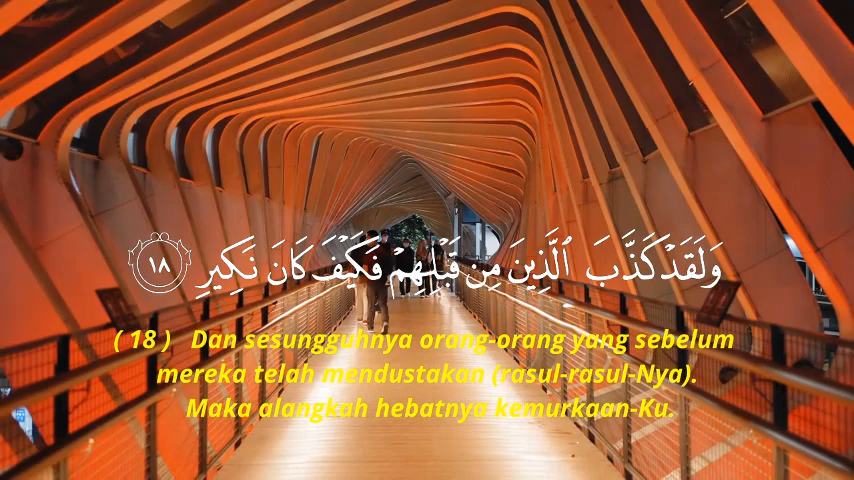 وَلَقَدْ كَذَّبَ ٱلَّذِينَ مِن قَبْلِهِمْ فَكَيْفَ كَانَ نَكِيرِ ١٨
( 18 ) Dan sesungguhnya orang-orang yang sebelum
mereka telah mendustakan (rasul-rasul-Nya).
Maka alangkah hebatnya kemurkaan-Ku.